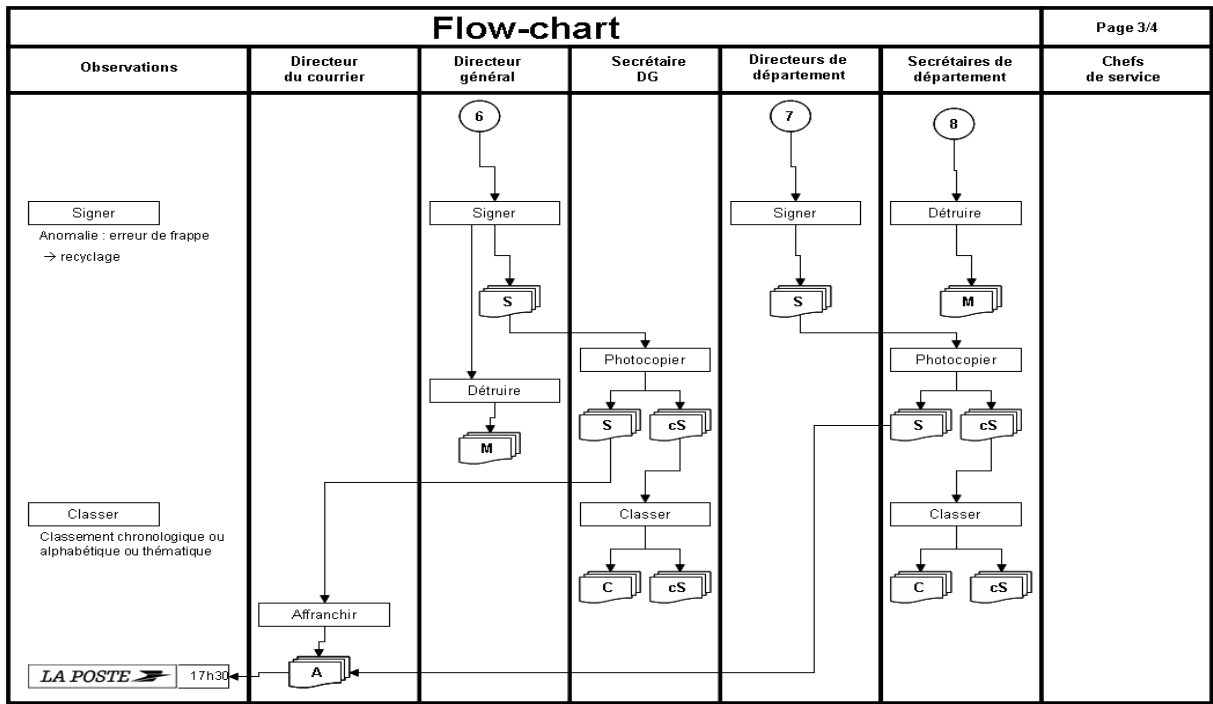 Flow-chart
Page 3/4
Observations
Directeur
du courrier
Directeur
général
Secrétaire
DG
Directeurs de
département
Secrétaires de
département
Chefs
de service
6
7
8
Signer
Anomalie : erreur de frappe
→ recyclage
Signer
Signer
Détruire
S
S
M
Photocopier
Photocopier
Détruire
S
cS
S
cS
M
Classer
Classement chronologique ou
alphabétique ou thématique
Classer
Classer
C
cS
C
cS
Affranchir
LA POSTE
17h30
A